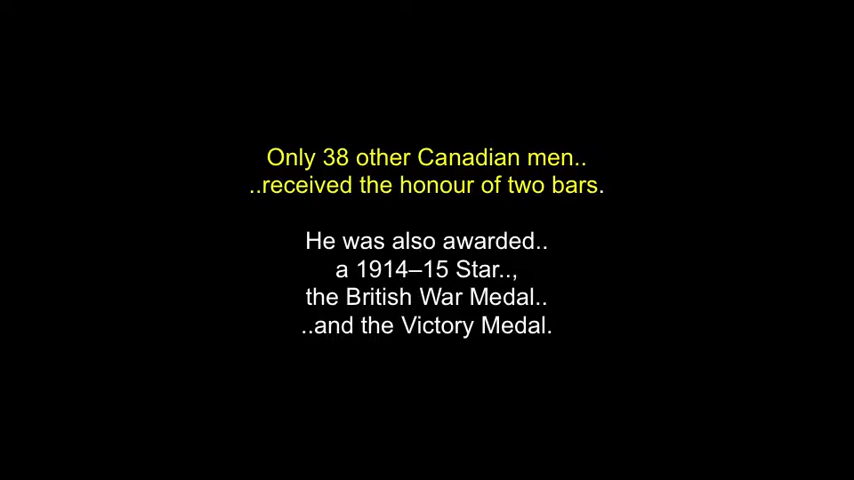 Only 38 other Canadian men..
..received the honour of two bars.
He was also awarded..
a 1914–15 Star..,
the British War Medal..
..and the Victory Medal.